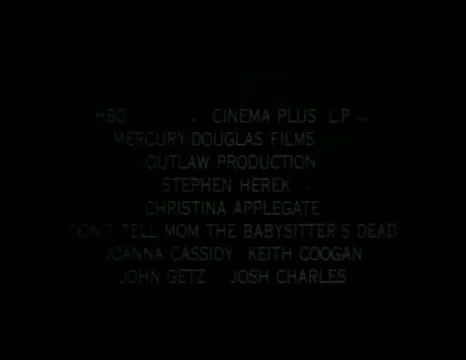 HBO CINEMA PLUS L.P.
MERCURY DOUGLAS FILMS
OUTLAW PRODUCTION
STEPHEN HEREK
CHRISTINA APPLEGATE
DON'T TELL MOM THE BABYSITTER'S DEAD
JOANNA CASSIDY KEITH COOGAN
JOHN GETZ JOSH CHARLES